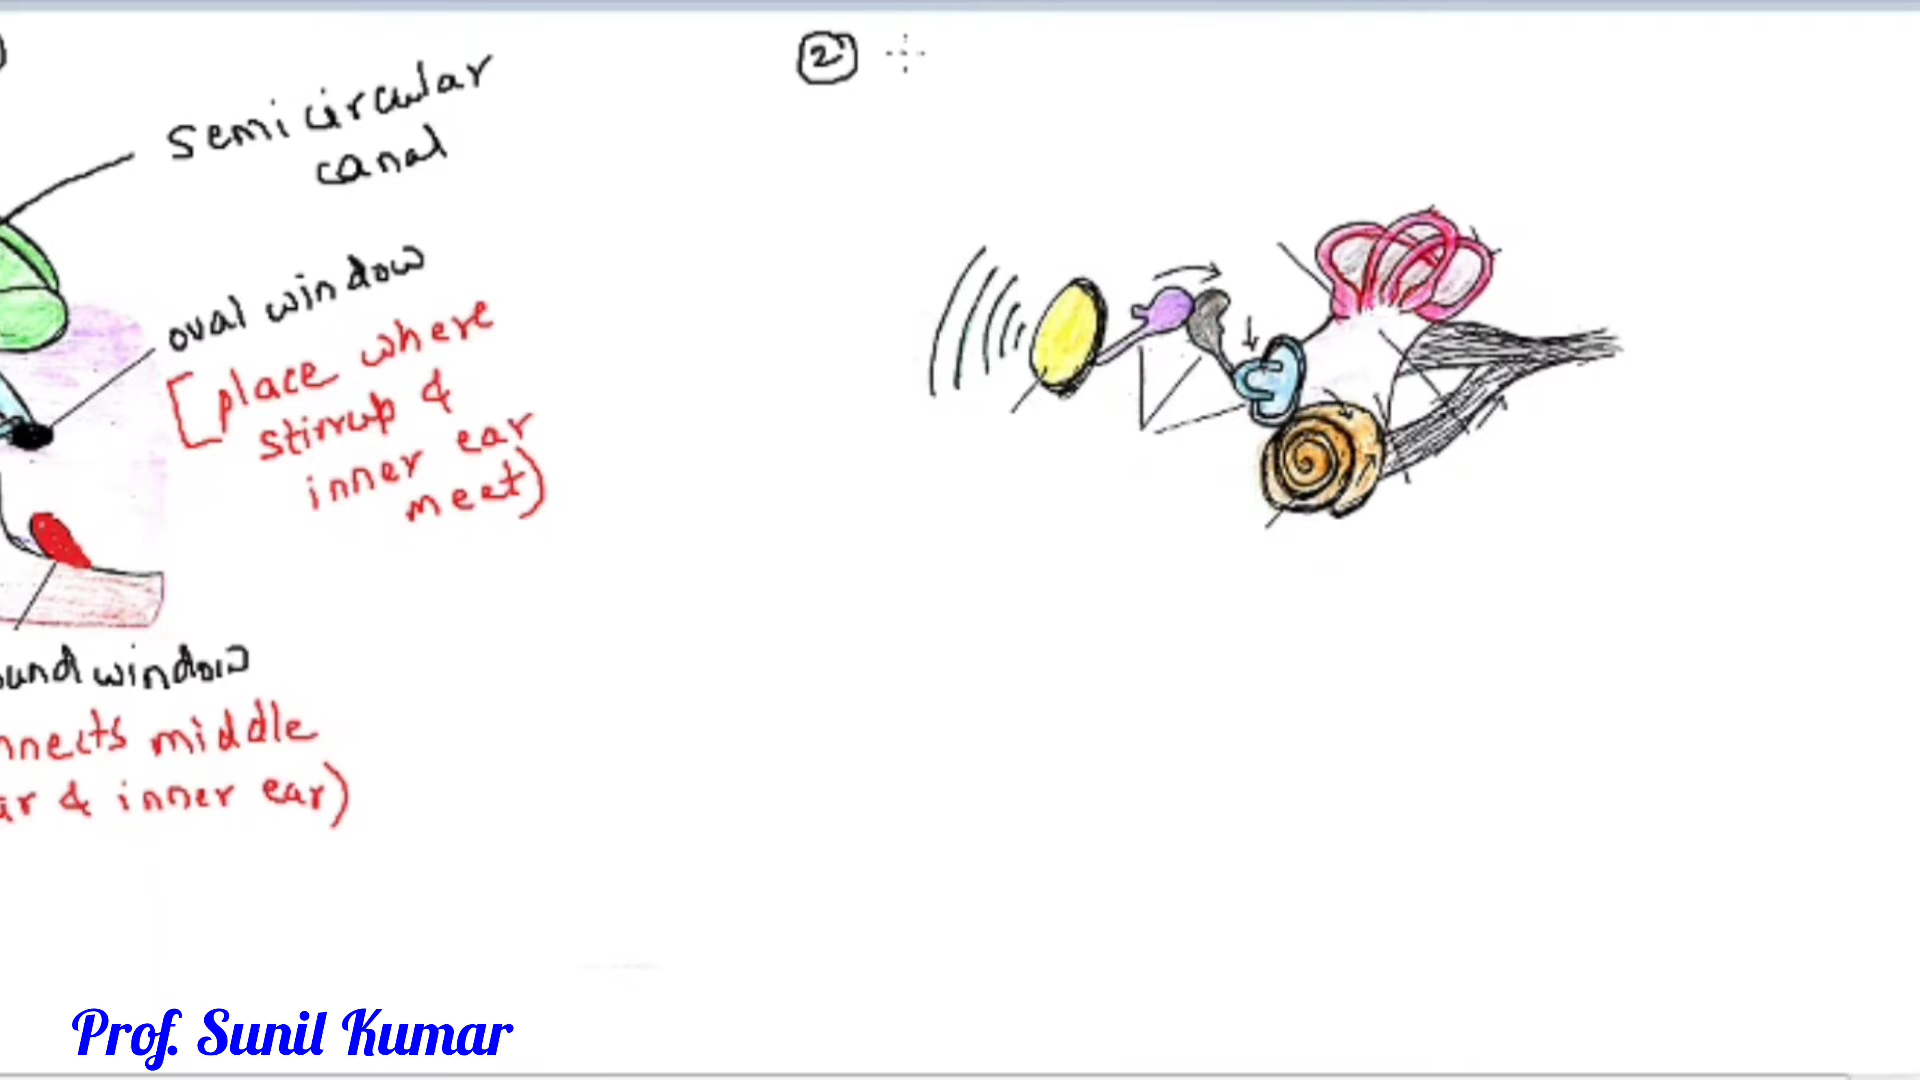 semicircular
canal
oval window
[place where
stirrup &
inner ear
meet)
ound window
nnects middle
ar & inner ear)
2
Prof. Sunil Kumar